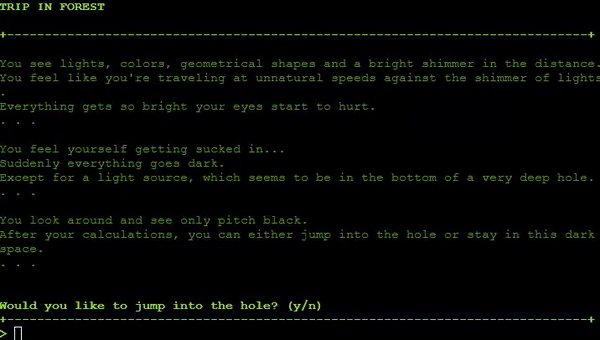 TRIP IN FOREST
+-----------------------------------------------------------------------------+
You see lights, colors, geometrical shapes and a bright shimmer in the distance.
You feel like you're traveling at unnatural speeds against the shimmer of lights
.
Everything gets so bright your eyes start to hurt.
. . .
You feel yourself getting sucked in...
Suddenly everything goes dark.
Except for a light source, which seems to be in the bottom of a very deep hole.
. . .
You look around and see only pitch black.
After your calculations, you can either jump into the hole or stay in this dark
space.
. . .
Would you like to jump into the hole? (y/n)
+-----------------------------------------------------------------------------+
>